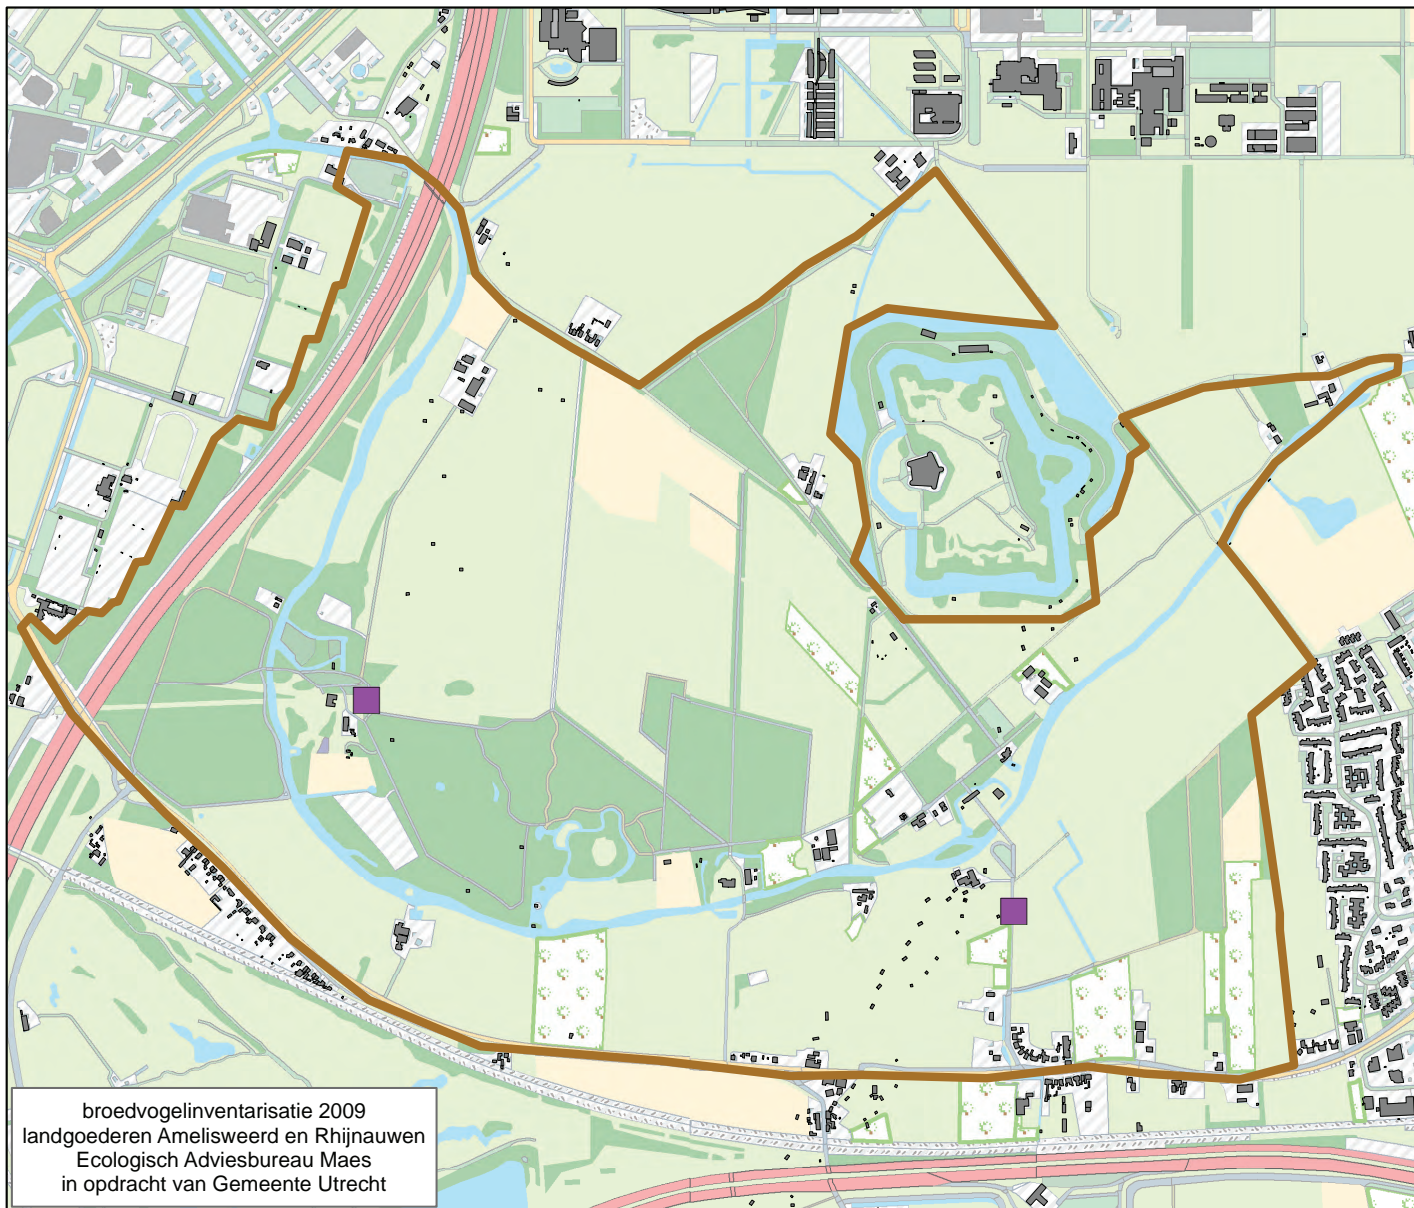 broedvogelinventarisatie 2009
landgoederen Amelisweerd en Rhijnauwen
Ecologisch Adviesbureau Maes
in opdracht van Gemeente Utrecht